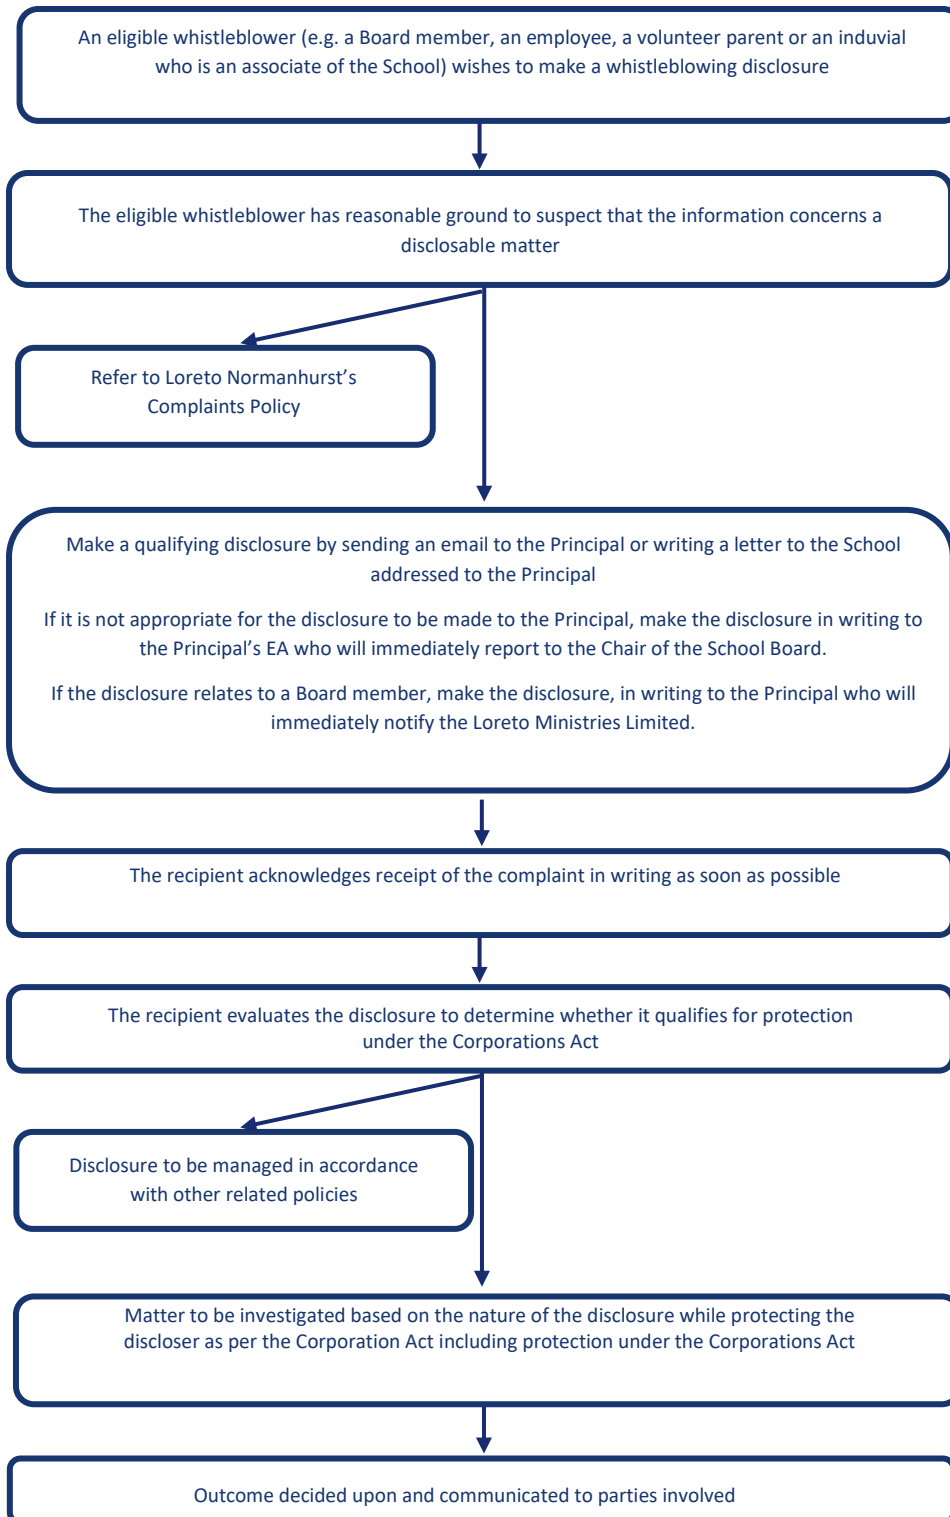 An eligible whistleblower (e.g. a Board member, an employee, a volunteer parent or an induvial
who is an associate of the School) wishes to make a whistleblowing disclosure
The eligible whistleblower has reasonable ground to suspect that the information concerns a
disclosable matter
Refer to Loreto Normanhurst's
Complaints Policy
Make a qualifying disclosure by sending an email to the Principal or writing a letter to the School
addressed to the Principal
If it is not appropriate for the disclosure to be made to the Principal, make the disclosure in writing to
the Principal's EA who will immediately report to the Chair of the School Board.
If the disclosure relates to a Board member, make the disclosure, in writing to the Principal who will
immediately notify the Loreto Ministries Limited.
The recipient acknowledges receipt of the complaint in writing as soon as possible
The recipient evaluates the disclosure to determine whether it qualifies for protection
under the Corporations Act
Disclosure to be managed in accordance
with other related policies
Matter to be investigated based on the nature of the disclosure while protecting the
discloser as per the Corporation Act including protection under the Corporations Act
Outcome decided upon and communicated to parties involved